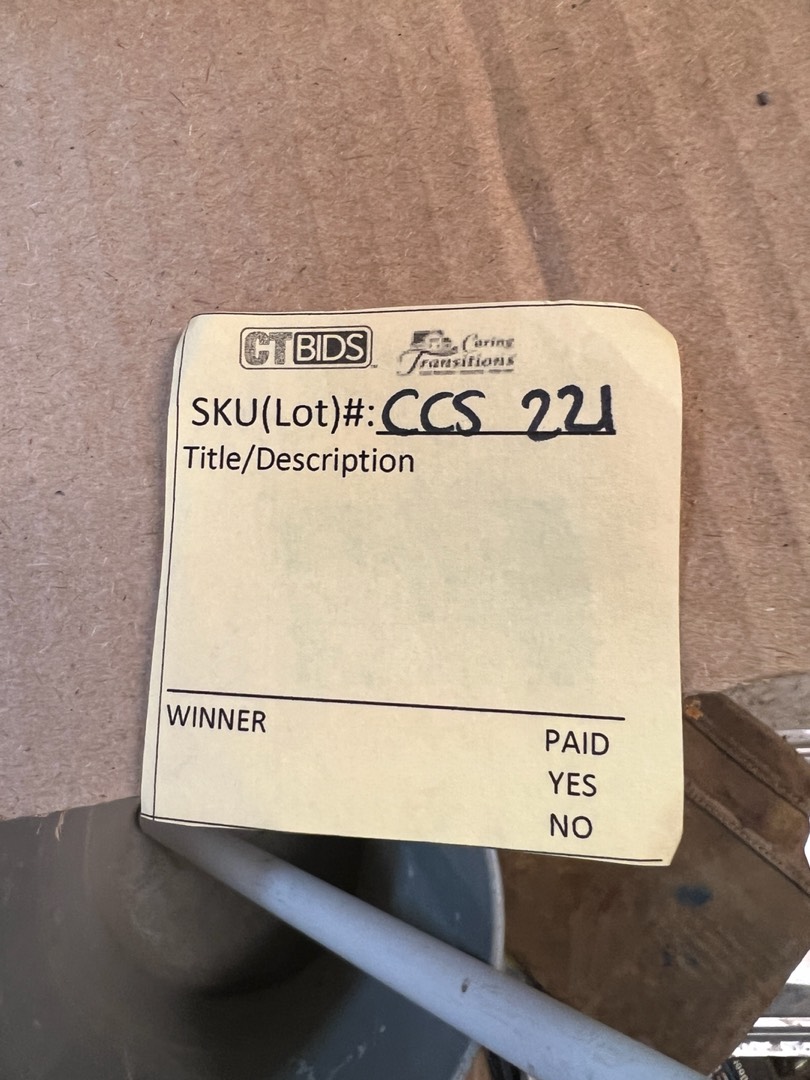 CTBIDS
Caring
Transitions
SKU(Lot)#: CCS 221
Title/Description
WINNER
PAID
YES
NO